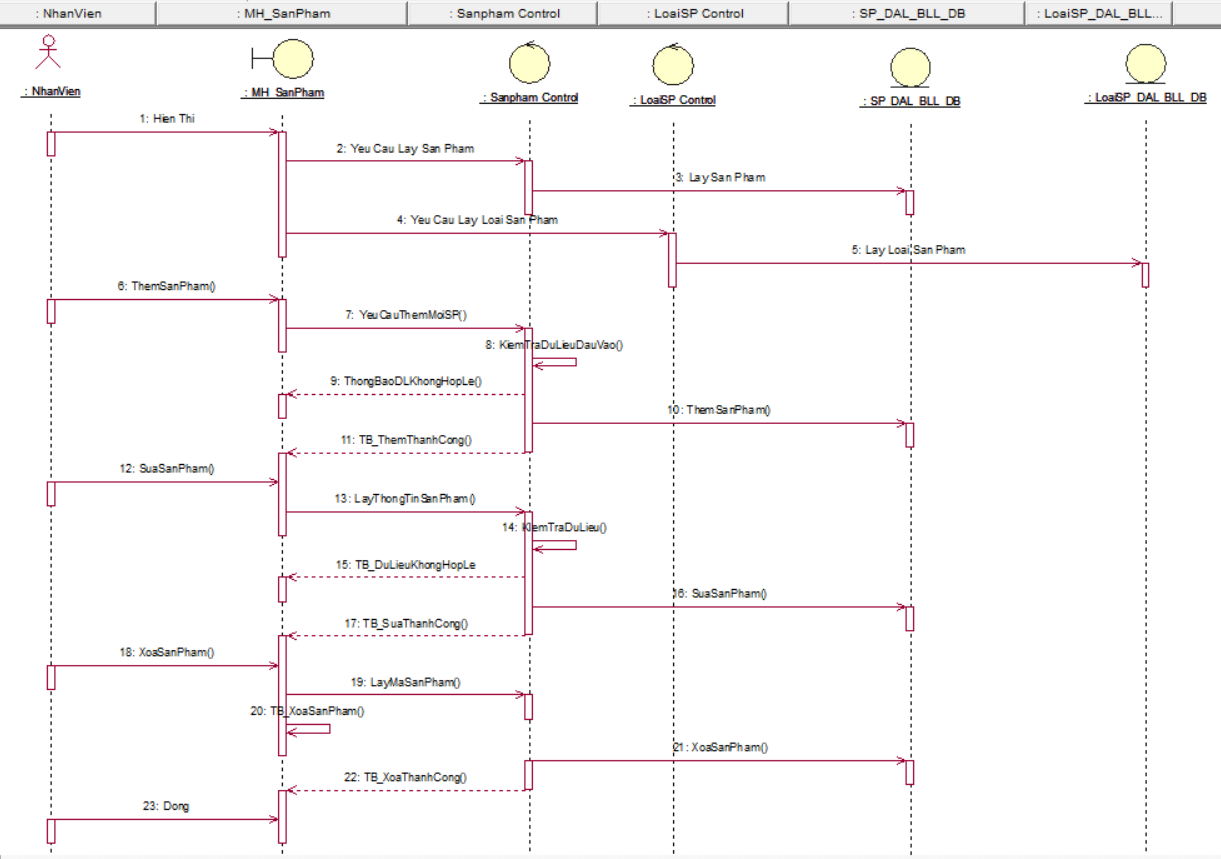 : NhanVien
: MH_SanPham
: Sanpham Control
: LoaiSP Control
: SP_DAL_BLL_DB
: LoaiSP_DAL_BLL...
: NhanVien
: MH_SanPham
: Sanpham Control
: LoaiSP Control
: SP_DAL_BLL_DB
: LoaiSP_DAL_BLL_DB
1: Hien Thi
2: Yeu Cau Lay San Pham
3: Lay San Pham
4: Yeu Cau Lay Loai San Pham
5: Lay Loai San Pham
6: ThemSanPham()
7: YeuCauThemMoiSP()
8: KiemTraDuLieuDauVao()
9: ThongBaoDLKhongHopLe()
10: ThemSanPham()
11: TB_ThemThanhCong()
12: SuaSanPham()
13: LayThongTinSanPham()
14: KiemTraDuLieu()
15: TB_DuLieuKhongHopLe
16: SuaSanPham()
17: TB_SuaThanhCong()
18: XoaSanPham()
19: LayMaSanPham()
20: TB_XoaSanPham()
21: XoaSanPham()
22: TB_XoaThanhCong()
23: Dong